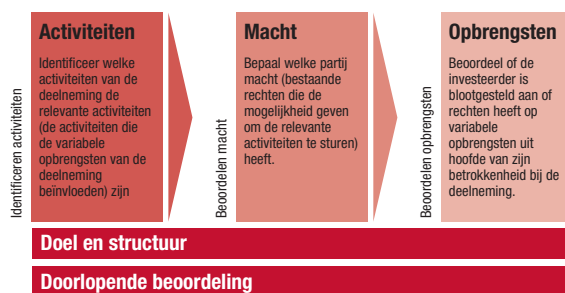 Identificeren activiteiten
Activiteiten
Identificeer welke
activiteiten van de
deelneming de
relevante activiteiten
(de activiteiten die
de variabele
opbrengsten van de
deelneming
beïnvloeden) zijn
Beoordelen macht
Macht
Bepaal welke partij
macht (bestaande
rechten die de
mogelijkheid geven
om de relevante
activiteiten te sturen)
heeft.
Beoordelen opbrengsten
Opbrengsten
Beoordeel of de
investeerder is
blootgesteld aan of
rechten heeft op
variabele
opbrengsten uit
hoofde van zijn
betrokkenheid bij de
deelneming.
Doel en structuur
Doorlopende beoordeling